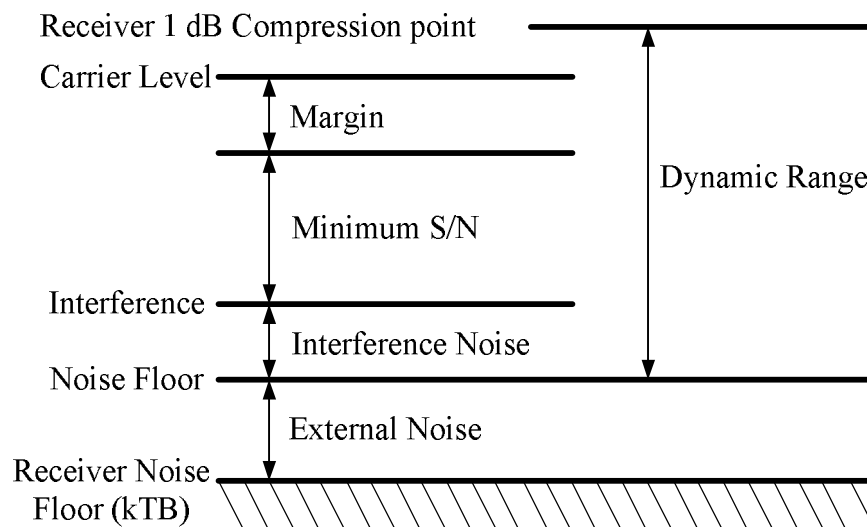 Receiver 1 dB Compression point
Carrier Level
Margin
Dynamic Range
Minimum S/N
Interference
Interference Noise
Noise Floor
External Noise
Receiver Noise
Floor (kTB)